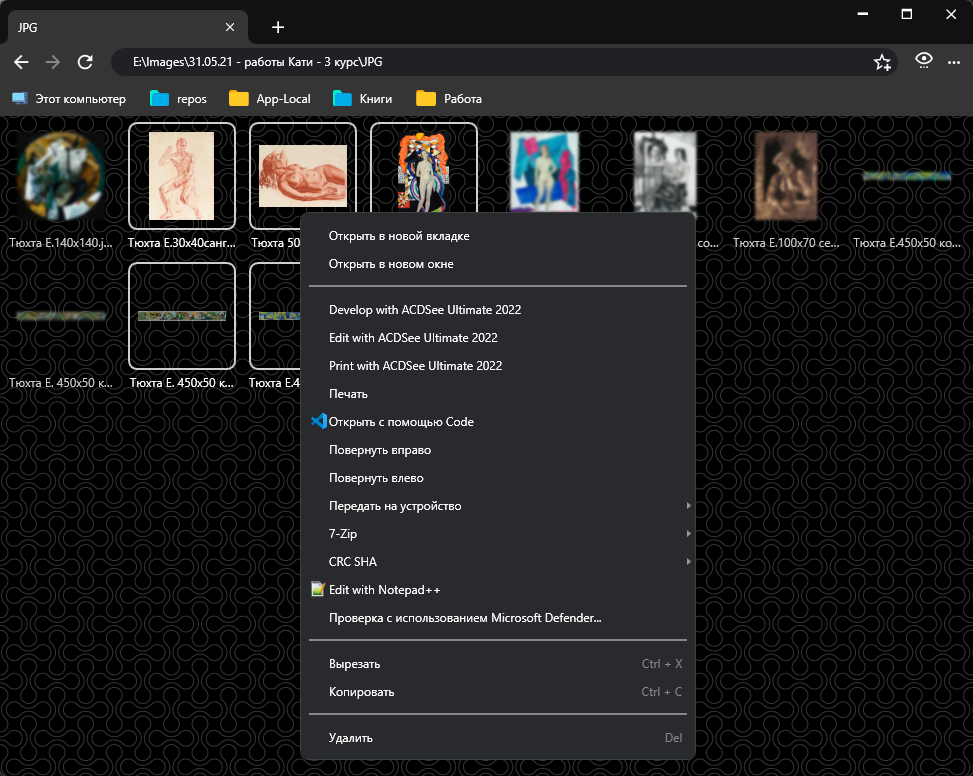 JPG
E:\Images\31.05.21 - работы Кати - 3 курс\JPG
Этот компьютер repos App-Local Книги Работа
Тюхта Е.140x140.j... Тюхта Е.30x40санг... Тюхта 50 со... Тюхта Е.100x70 се... Тюхта Е.450x50 ко...
Тюхта Е. 450x50 к... Тюхта Е. 450x50 к... Тюхта Е.4
Открыть в новой вкладке
Открыть в новом окне
Develop with ACDSee Ultimate 2022
Edit with ACDSee Ultimate 2022
Print with ACDSee Ultimate 2022
Печать
Открыть с помощью Code
Повернуть вправо
Повернуть влево
Передать на устройство
7-Zip
CRC SHA
Edit with Notepad++
Проверка с использованием Microsoft Defender...
Вырезать Ctrl + X
Копировать Ctrl + C
Удалить Del